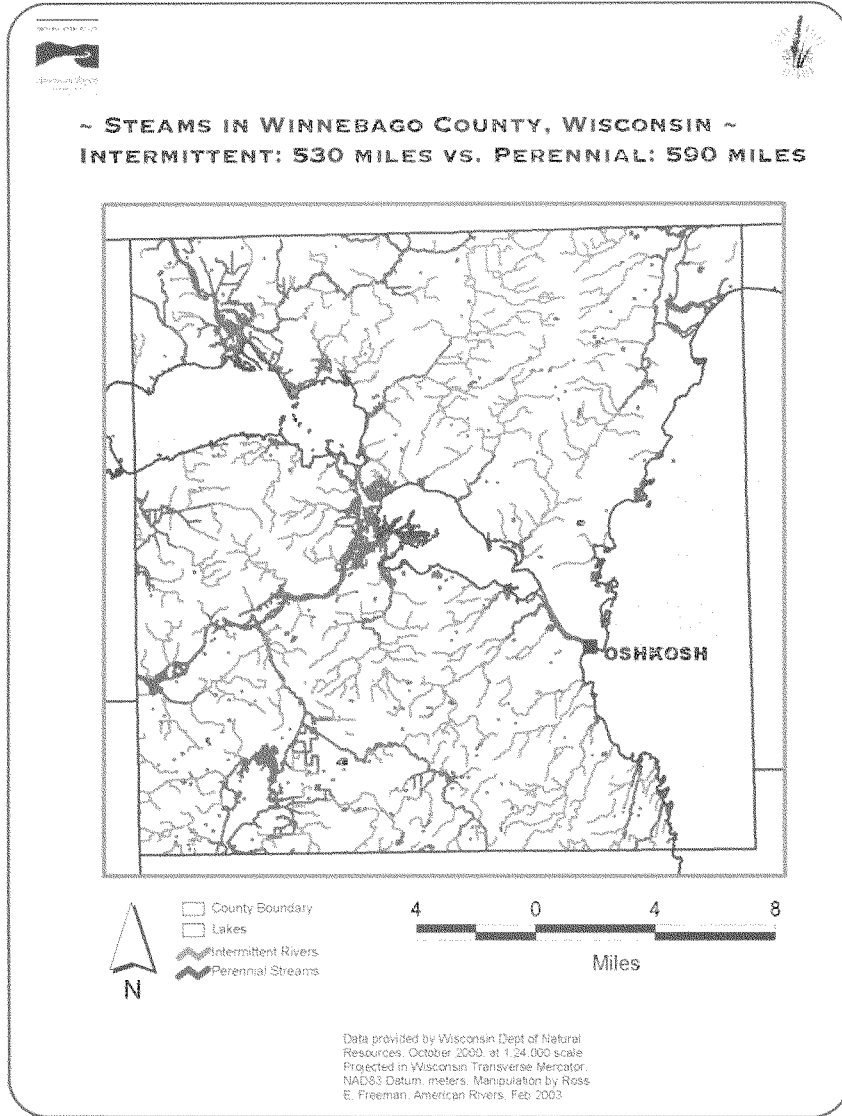 ~ STEAMS IN WINNEBAGO COUNTY, WISCONSIN ~
INTERMITTENT: 530 MILES VS. PERENNIAL: 590 MILES
OSHKOSH
County Boundary
Lakes
Intermittent Rivers
Perennial Streams
N
4 0 4 8
Miles
Data provided by Wisconsin Dept of Natural
Resources, October 2000, at 1:24,000 scale
Projected in Wisconsin Transverse Mercator,
NAD83 Datum, meters. Manipulation by Ross
E. Freeman, American Rivers, Feb 2003